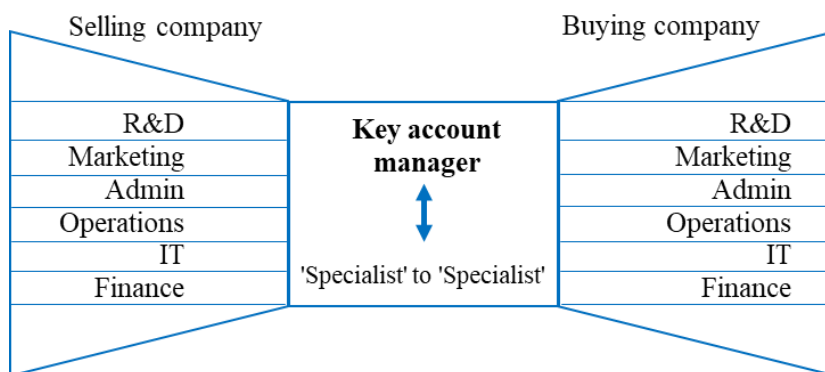 Selling company
Buying company
R&D
Marketing
Admin
Operations
IT
Finance
Key account
manager
'Specialist' to 'Specialist'
R&D
Marketing
Admin
Operations
IT
Finance